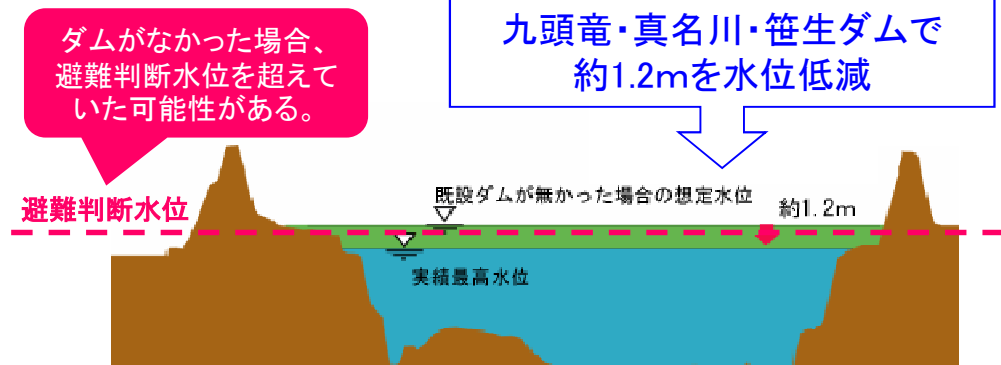 ダムがなかった場合、
避難判断水位を超えて
いた可能性がある。
九頭竜・真名川・笹生ダムで
約1.2mを水位低減
避難判断水位
既設ダムが無かった場合の想定水位
約1.2m
実績最高水位